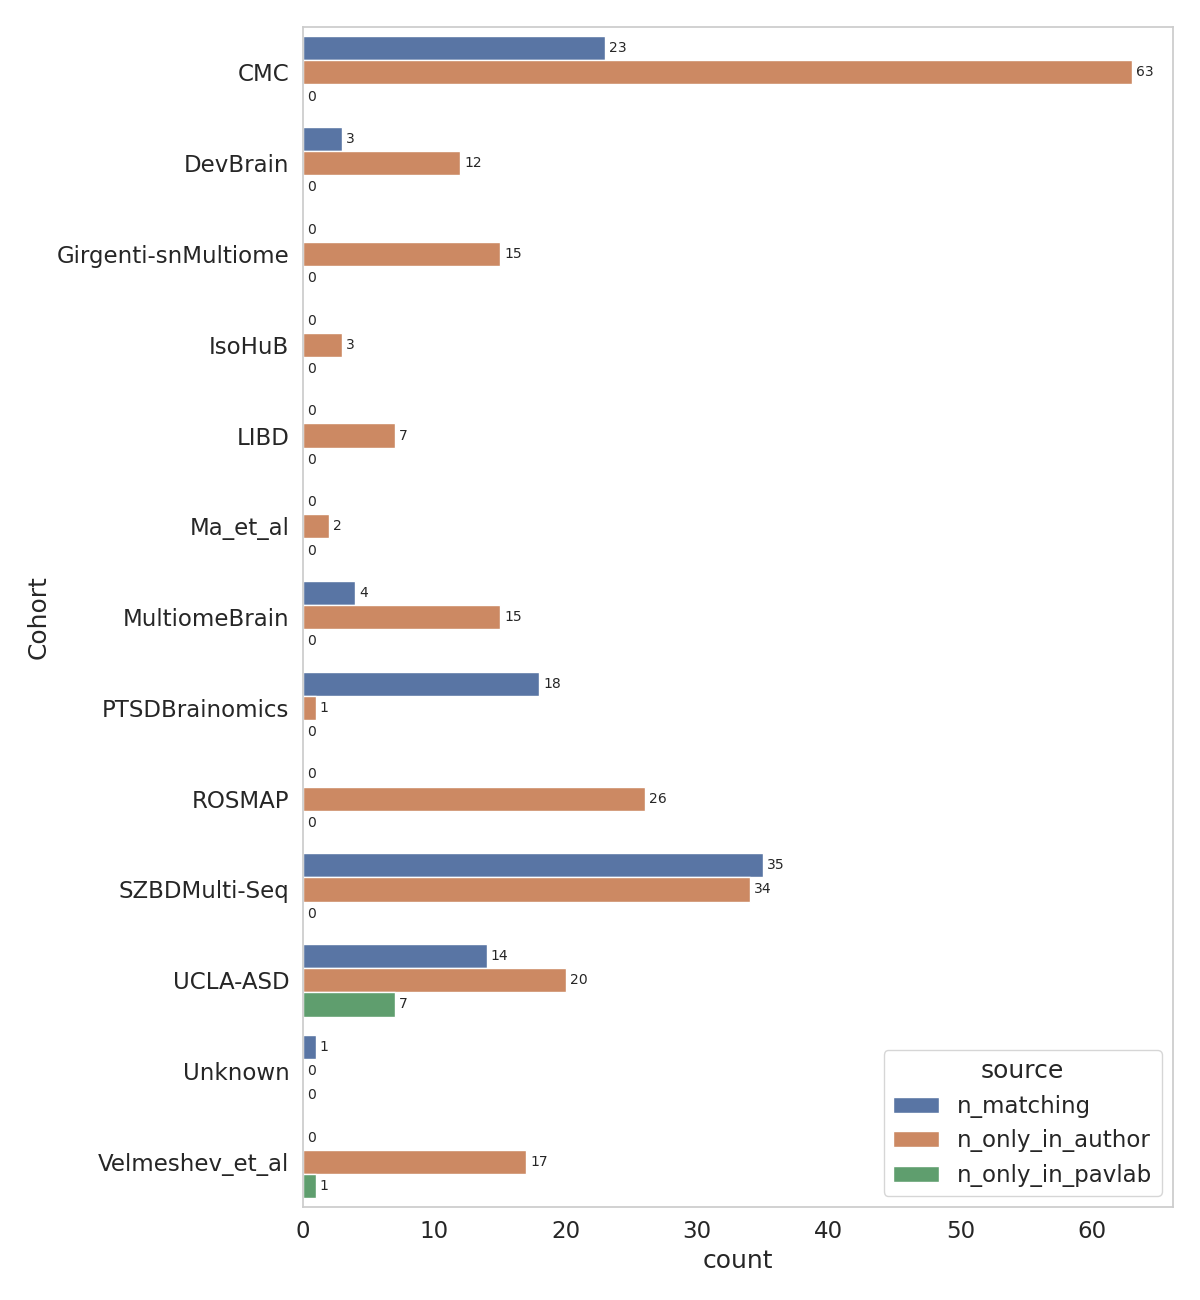 Cohort
CMC
23
63
0
DevBrain
3
12
0
Girgenti-snMultiome
0
15
0
IsoHuB
0
3
0
LIBD
0
7
0
Ma_et_al
0
2
0
MultiomeBrain
4
15
0
PTSDBrainomics
18
1
0
ROSMAP
0
26
0
SZBDMulti-Seq
35
34
0
UCLA-ASD
14
20
7
Unknown
1
0
0
Velmeshev_et_al
0
17
1
source
n_matching
n_only_in_author
n_only_in_pavlab
0 10 20 30 40 50 60
count